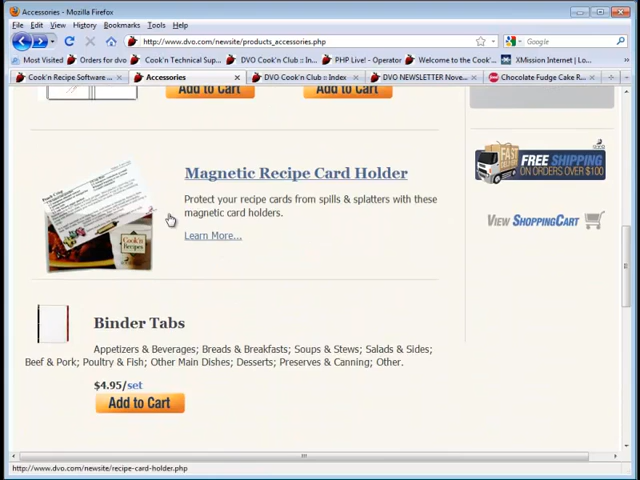 Accessories - Mozilla Firefox
File Edit View History Bookmarks Tools Help
http://www.dvo.com/newsite/products_accessories.php
Google
Most Visited Orders for dvo Cook'n Technical Sup... DVO Cook'n Club :: In... PHP Live! - Operator Welcome to the Cook'... XMission Internet | Lo...
Cook'n Recipe Software ... Accessories DVO Cook'n Club :: Index DVO NEWSLETTER Nove... Chocolate Fudge Cake R...
Add to Cart Add to Cart
Magnetic Recipe Card Holder
Protect your recipe cards from spills & splatters with these
magnetic card holders.
Learn More...
Cook'n
Recipes
FAST
FREE SHIPPING
ON ORDERS OVER $100
VIEW SHOPPINGCART
Binder Tabs
Appetizers & Beverages; Breads & Breakfasts; Soups & Stews; Salads & Sides;
Beef & Pork; Poultry & Fish; Other Main Dishes; Desserts; Preserves & Canning; Other.
$4.95/set
Add to Cart
http://www.dvo.com/newsite/recipe-card-holder.php